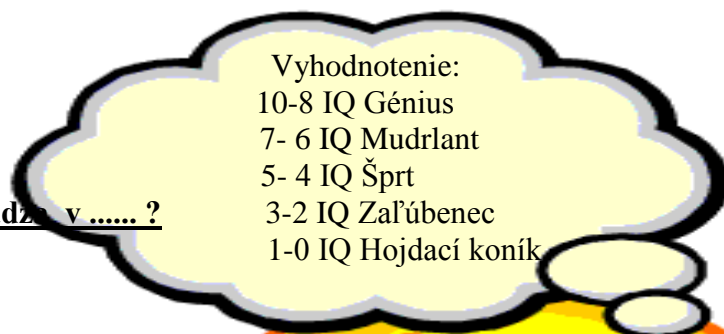 Vyhodnotenie:
10-8 IQ Génius
7- 6 IQ Mudrlant
5- 4 IQ Šprt
v ...... ? 3-2 IQ Zaľúbenec
1-0 IQ Hojdací koník